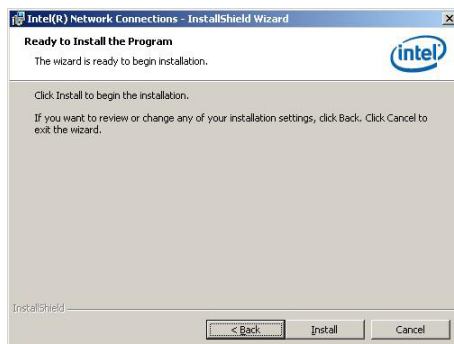 Intel(R) Network Connections - InstallShield Wizard
Ready to Install the Program
The wizard is ready to begin installation.
intel
Click Install to begin the installation.
If you want to review or change any of your installation settings, click Back. Click Cancel to
exit the wizard.
InstallShield
< Back
Install
Cancel